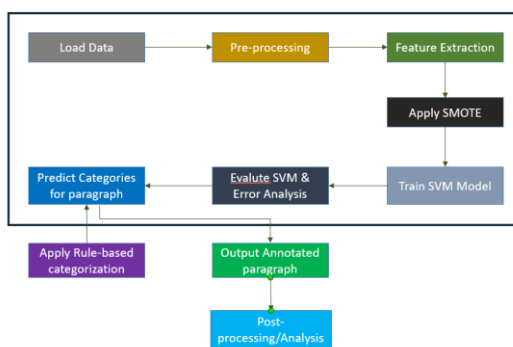 Load Data
Pre-processing
Feature Extraction
Apply SMOTE
Predict Categories
for paragraph
Evalute SVM &
Error Analysis
Train SVM Model
Apply Rule-based
categorization
Output Annotated
paragraph
Post-
processing/Analysis